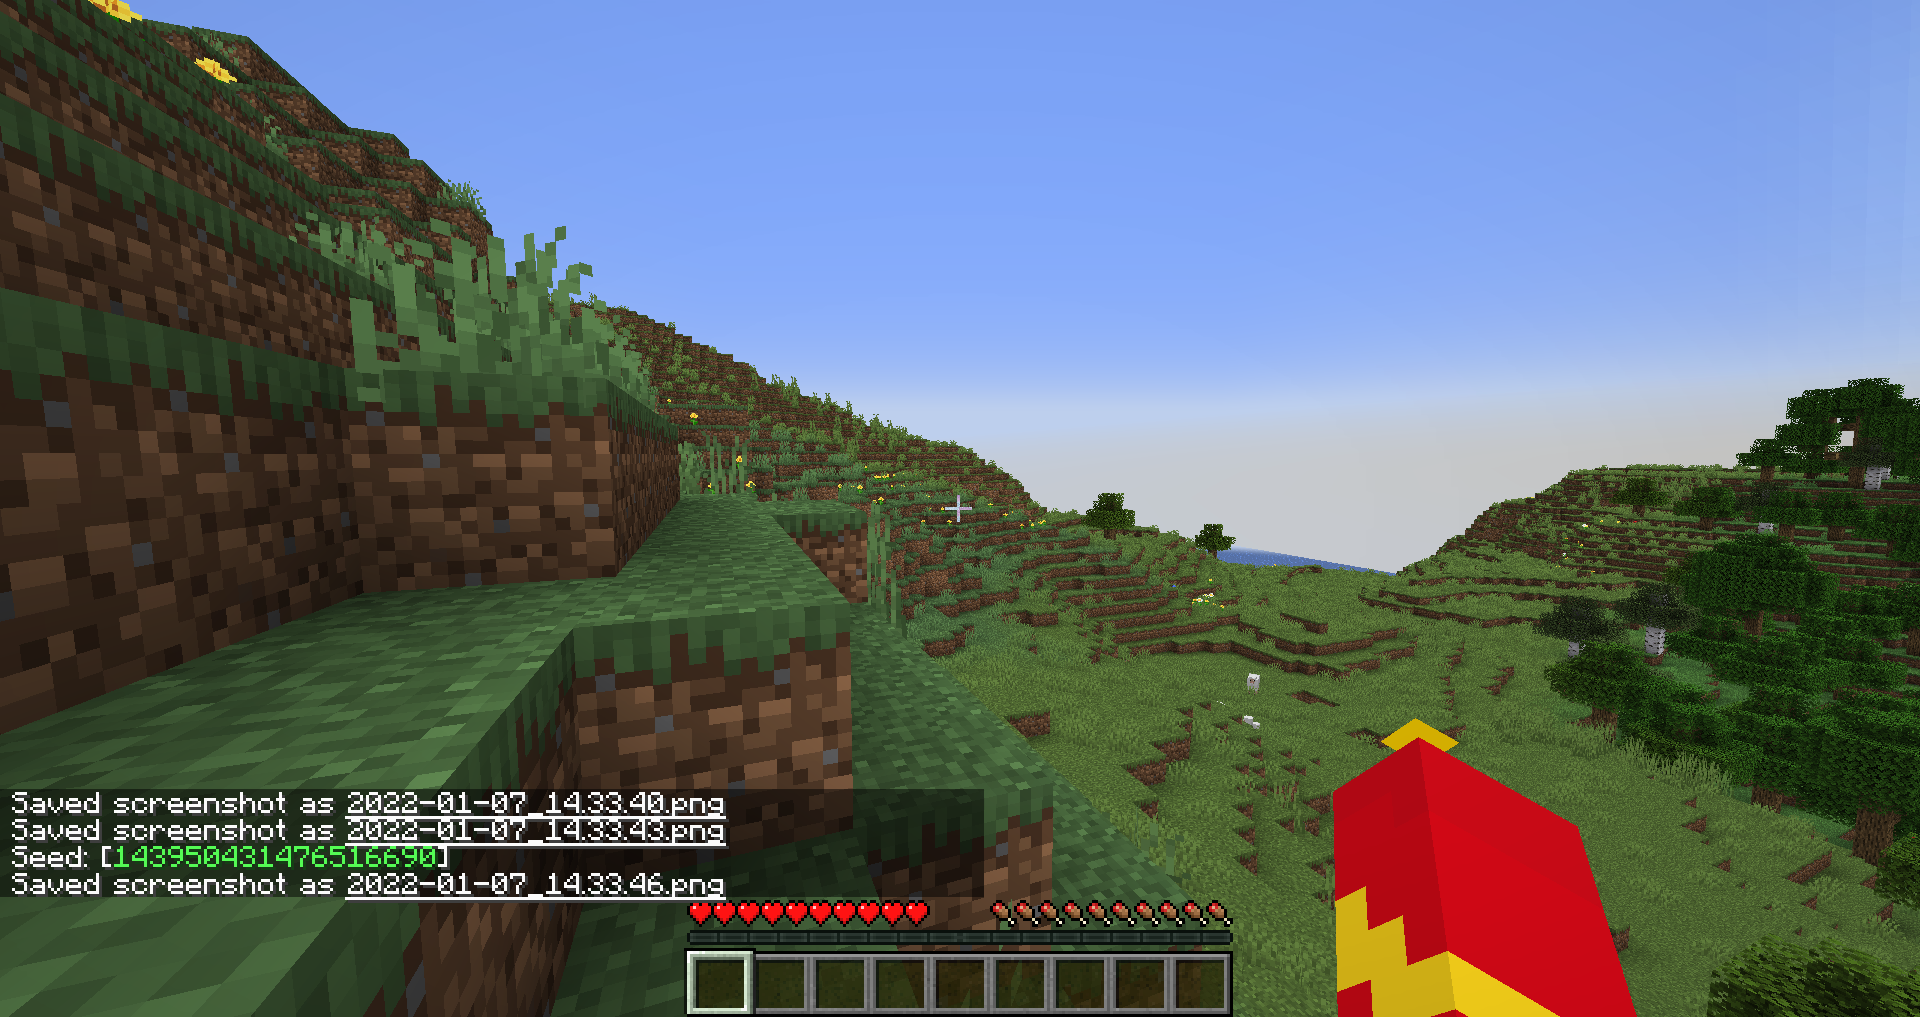 Saved screenshot as 2022-01-07_14.33.40.png
Saved screenshot as 2022-01-07_14.33.43.png
Seed: [1439504314765166690]
Saved screenshot as 2022-01-07_14.33.46.png